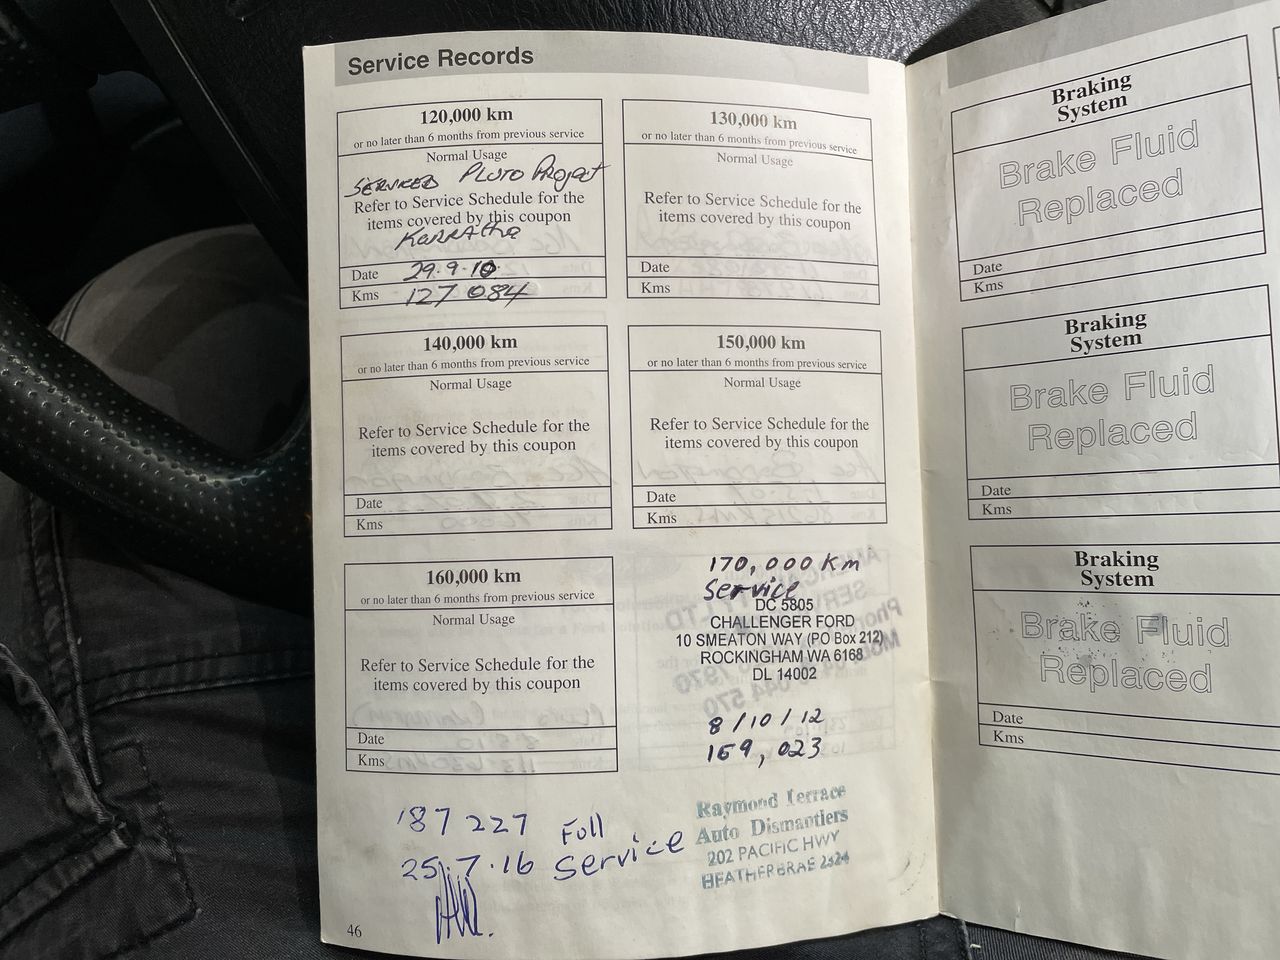 Service Records
120,000 km
or no later than 6 months from previous service
Normal Usage
SERVICED Pluto Project
Refer to Service Schedule for the
items covered by this coupon
Karratha
Date 29.9.10
Kms 127 084
130,000 km
or no later than 6 months from previous service
Normal Usage
Refer to Service Schedule for the
items covered by this coupon
Date
Kms
140,000 km
or no later than 6 months from previous service
Normal Usage
Refer to Service Schedule for the
items covered by this coupon
Date
Kms
150,000 km
or no later than 6 months from previous service
Normal Usage
Refer to Service Schedule for the
items covered by this coupon
Date
Kms
160,000 km
or no later than 6 months from previous service
Normal Usage
Refer to Service Schedule for the
items covered by this coupon
Date
Kms
170,000 Km
Service
DC 5805
CHALLENGER FORD
10 SMEATON WAY (PO Box 212)
ROCKINGHAM WA 6168
DL 14002
8/10/12
169,023
187 227 Full
25.7.16 Service
Raymond Terrace
Auto Dismantlers
202 PACIFIC HWY
HEATHERBRAE 2324
46
Braking
System
Brake Fluid
Replaced
Date
Kms
Braking
System
Brake Fluid
Replaced
Date
Kms
Braking
System
Brake Fluid
Replaced
Date
Kms